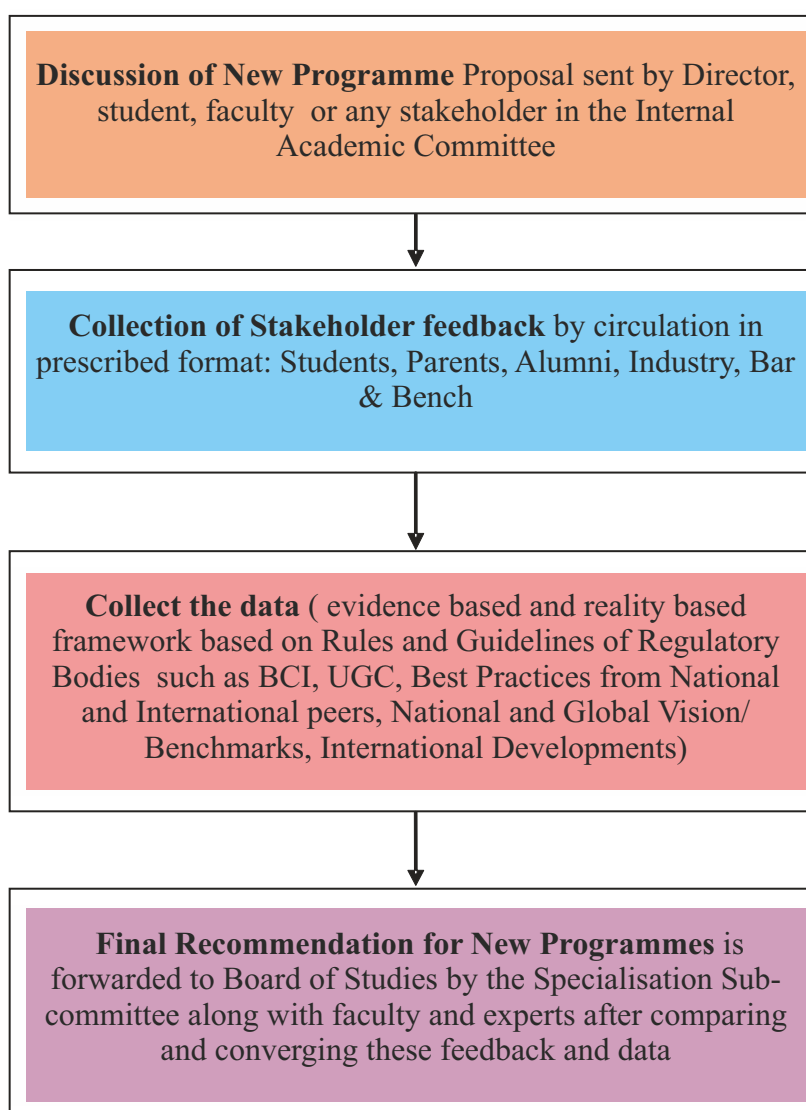 Discussion of New Programme Proposal sent by Director,
student, faculty or any stakeholder in the Internal
Academic Committee
Collection of Stakeholder feedback by circulation in
prescribed format: Students, Parents, Alumni, Industry, Bar
& Bench
Collect the data ( evidence based and reality based
framework based on Rules and Guidelines of Regulatory
Bodies such as BCI, UGC, Best Practices from National
and International peers, National and Global Vision/
Benchmarks, International Developments)
Final Recommendation for New Programmes is
forwarded to Board of Studies by the Specialisation Sub-
committee along with faculty and experts after comparing
and converging these feedback and data